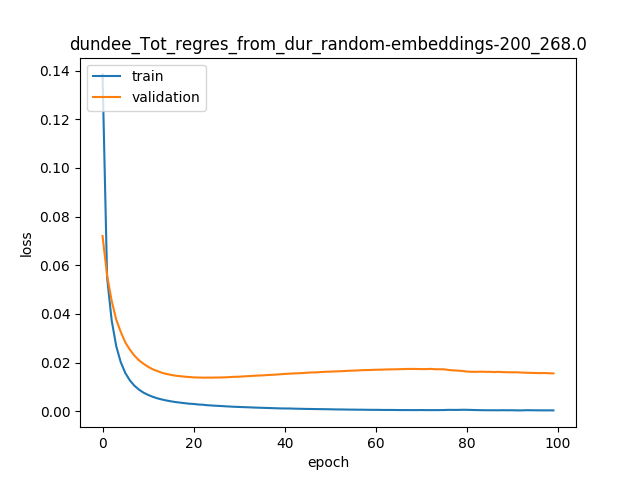 dundee_Tot_regres_from_dur_random-embeddings-200_268.0
train
validation
0.14
0.12
0.10
0.08
0.06
0.04
0.02
0.00
loss
0 20 40 60 80 100
epoch